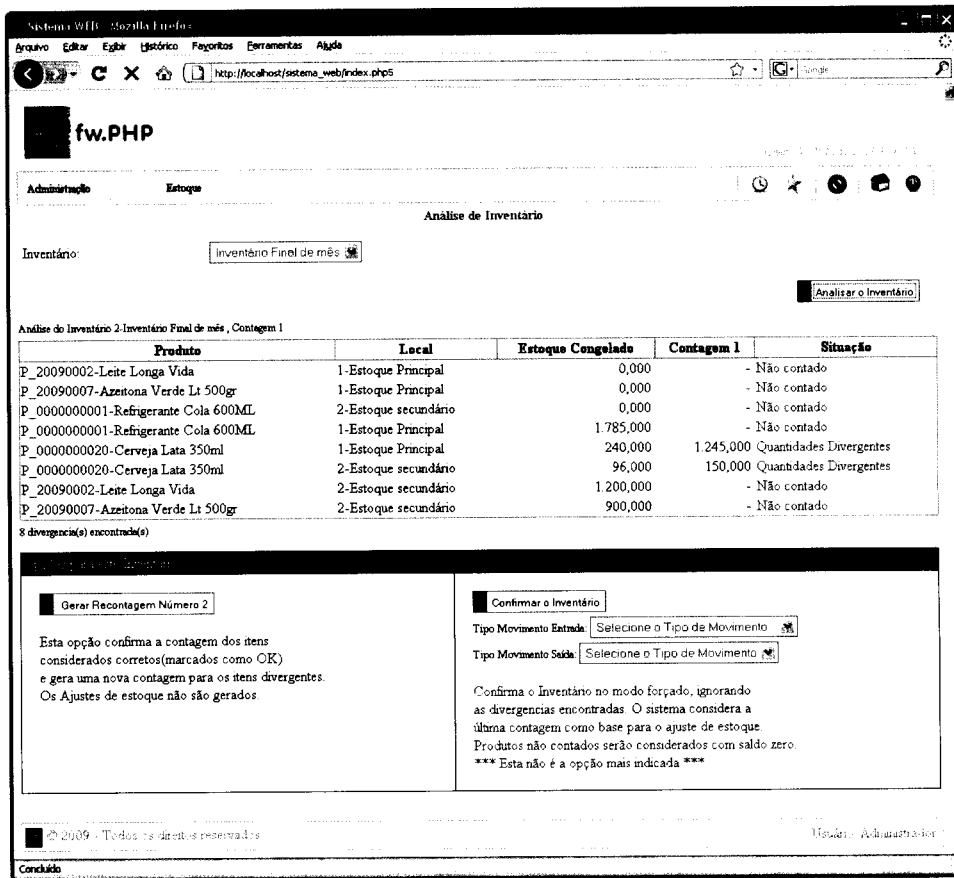 Sistema WEB - Mozilla Firefox
Arquivo Editar Exibir Histórico Favoritos Ferramentas Ajuda
http://localhost/sistema_web/index.php5
Google
fw.PHP
Administração Estoque
Análise de Inventário
Inventário: Inventário Final de mês
Analisar o Inventário
Análise do Inventário 2-Inventário Final de mês , Contagem 1
Produto Local Estoque Congelado Contagem 1 Situação
P_20090002-Leite Longa Vida 1-Estoque Principal 0,000 - Não contado
P_20090007-Azeitona Verde Lt 500gr 1-Estoque Principal 0,000 - Não contado
P_0000000001-Refrigerante Cola 600ML 2-Estoque secundário 0,000 - Não contado
P_0000000001-Refrigerante Cola 600ML 1-Estoque Principal 1.785,000 - Não contado
P_0000000020-Cerveja Lata 350ml 1-Estoque Principal 240,000 1.245,000 Quantidades Divergentes
P_0000000020-Cerveja Lata 350ml 2-Estoque secundário 96,000 150,000 Quantidades Divergentes
P_20090002-Leite Longa Vida 2-Estoque secundário 1.200,000 - Não contado
P_20090007-Azeitona Verde Lt 500gr 2-Estoque secundário 900,000 - Não contado
8 divergencia(s) encontrada(s)
Gerar Recontagem Número 2
Esta opção confirma a contagem dos itens
considerados corretos(marcados como OK)
e gera uma nova contagem para os itens divergentes.
Os Ajustes de estoque não são gerados.
Confirmar o Inventário
Tipo Movimento Entrada: Selecione o Tipo de Movimento
Tipo Movimento Saída: Selecione o Tipo de Movimento
Confirma o Inventário no modo forçado, ignorando
as divergencias encontradas. O sistema considera a
última contagem como base para o ajuste de estoque.
Produtos não contados serão considerados com saldo zero.
*** Esta não é a opção mais indicada ***
© 2009 - Todos os direitos reservados Usuário: Administrador
Concluído